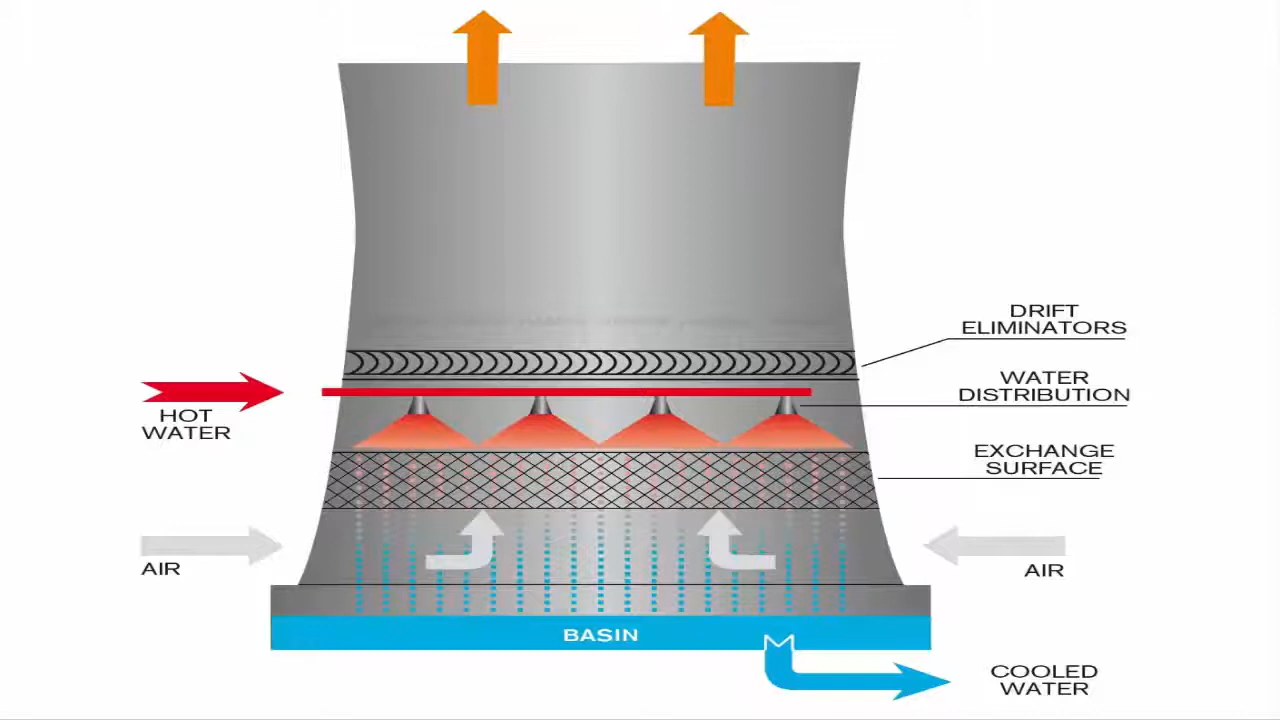 DRIFT
ELIMINATORS
WATER
DISTRIBUTION
HOT
WATER
EXCHANGE
SURFACE
AIR
AIR
BASIN
COOLED
WATER